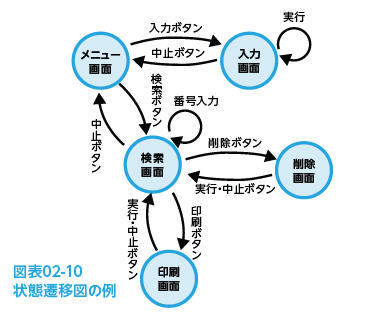 実行
入力ボタン
中止ボタン
メニュー
画面
入力
画面
検索ボタン
番号入力
中止ボタン
検索
画面
削除ボタン
削除
画面
実行・中止ボタン
実行・中止ボタン
印刷ボタン
印刷
画面
図表02-10
状態遷移図の例